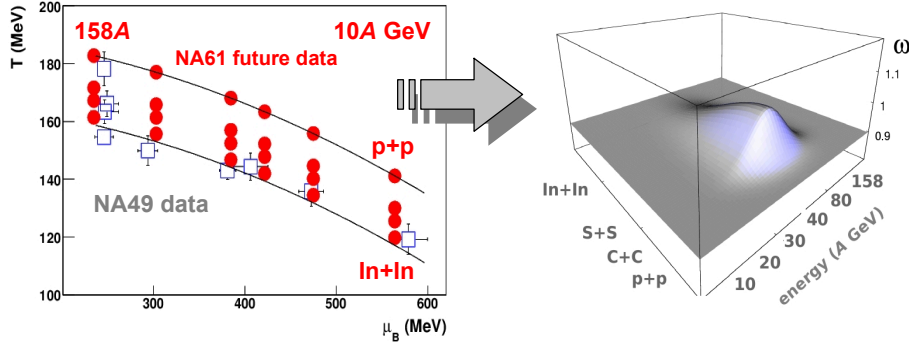 T (MeV)
200
180
160
140
120
100
158A
10A GeV
NA61 future data
p+p
NA49 data
In+In
300
400
500
600
μB (MeV)
ω
1.1
1
0.9
In+In
S+S
C+C
p+p
10
20
30
40
80
158
energy (A GeV)